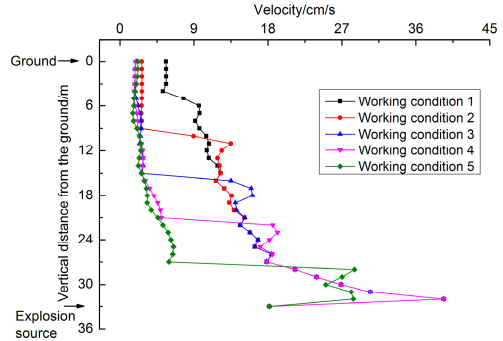 Velocity/cm/s
0 9 18 27 36 45
Ground
0
6
12
18
24
30
36
Vertical distance from the ground/m
Explosion
source
Working condition 1
Working condition 2
Working condition 3
Working condition 4
Working condition 5